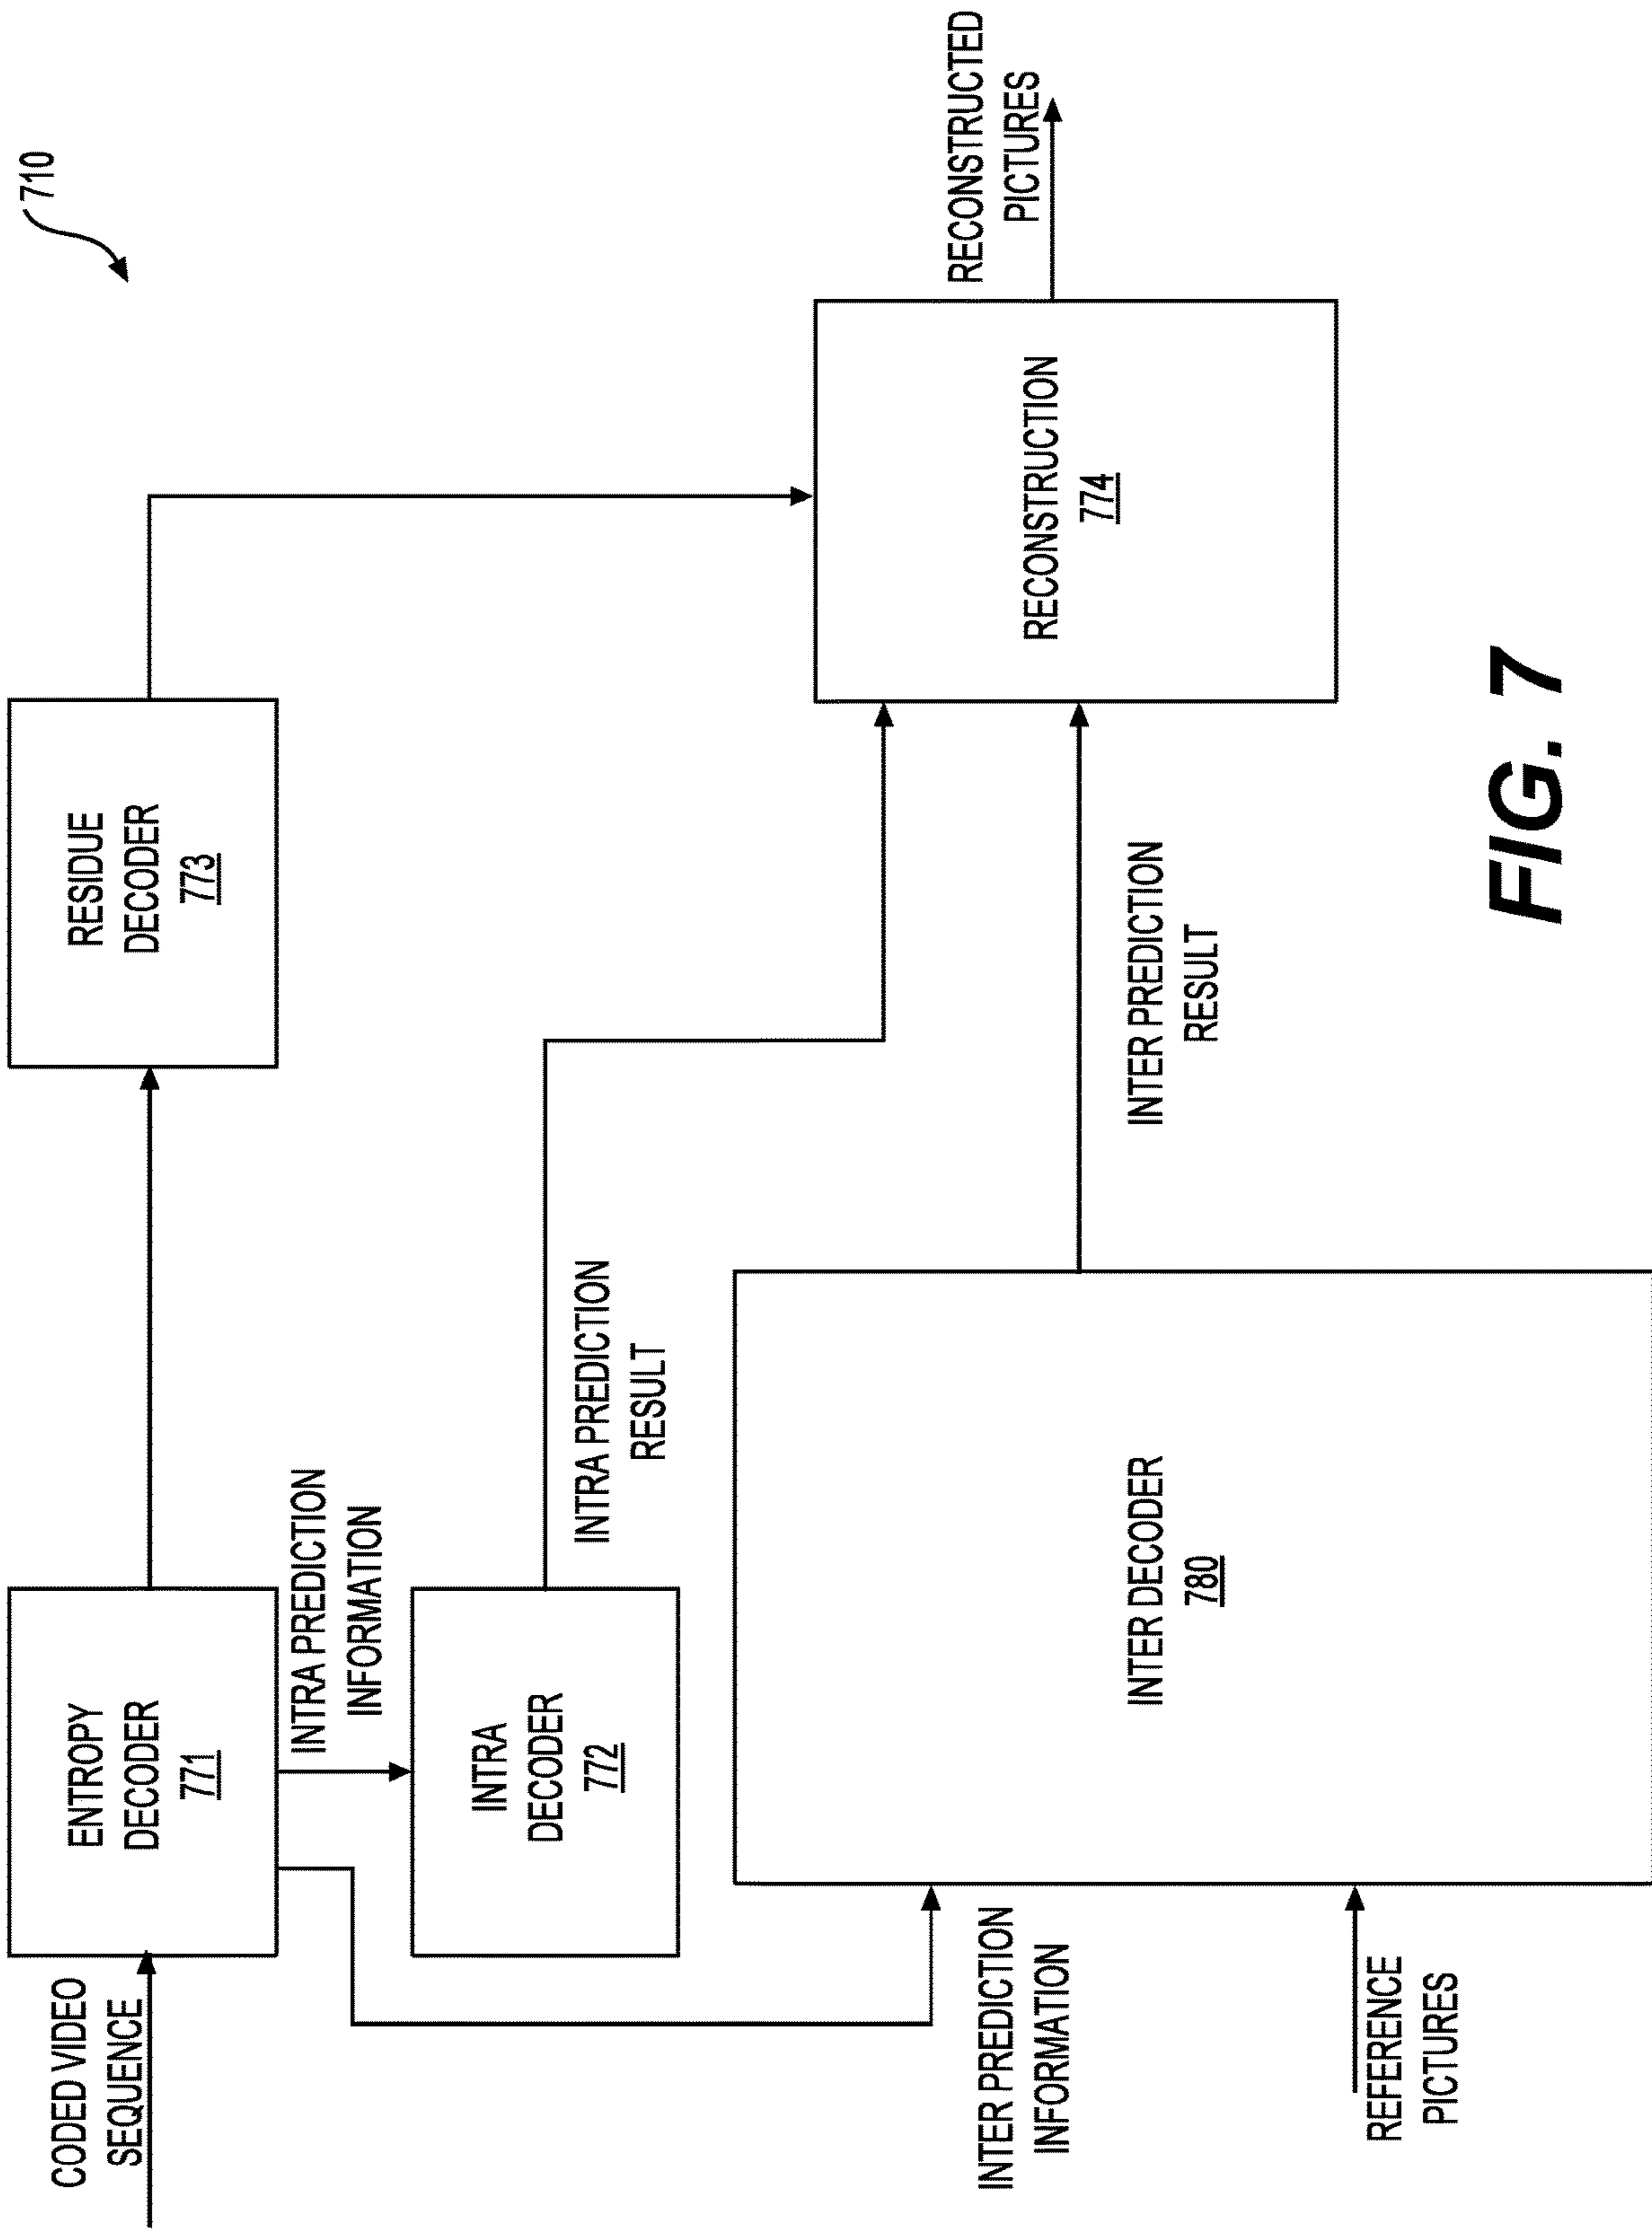 710
CODED VIDEO
SEQUENCE
ENTROPY
DECODER
771
RESIDUE
DECODER
773
INTRA PREDICTION
INFORMATION
INTRA
DECODER
772
INTRA PREDICTION
RESULT
RECONSTRUCTED
PICTURES
RECONSTRUCTION
774
INTER PREDICTION
INFORMATION
INTER DECODER
780
INTER PREDICTION
RESULT
REFERENCE
PICTURES
FIG. 7